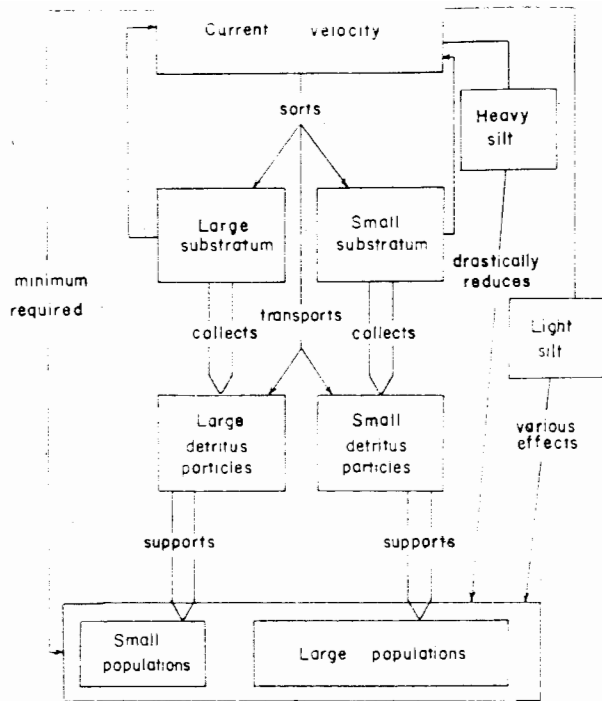 Current velocity
sorts
Heavy
silt
Large
substratum
Small
substratum
drastically
reduces
minimum
required
transports
collects
collects
Light
silt
Large
detritus
particles
Small
detritus
particles
various
effects
supports
supports
Small
populations
Large populations